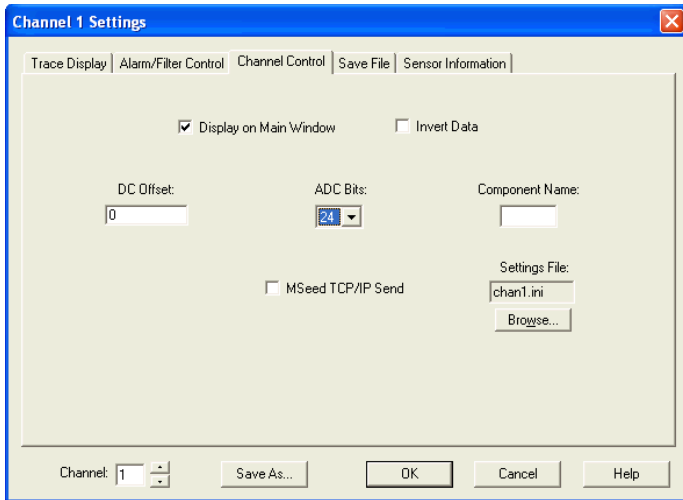 Channel 1 Settings
Trace Display Alarm/Filter Control Channel Control Save File Sensor Information
Display on Main Window Invert Data
DC Offset: ADC Bits: Component Name:
0 24
Settings File:
MSeed TCP/IP Send chan1.ini
Browse...
Channel: 1 Save As... OK Cancel Help